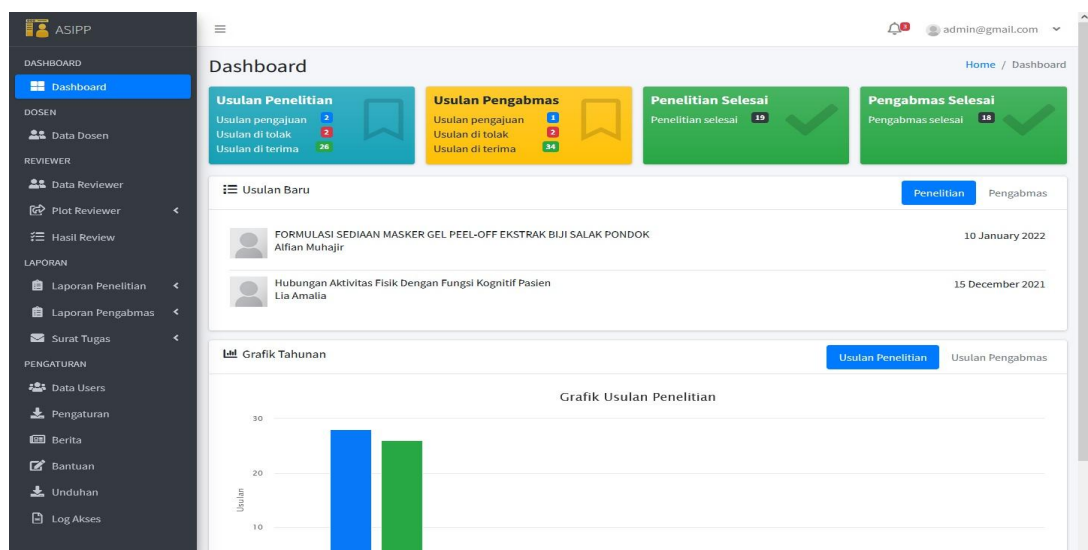 ASIPP
2
admin@gmail.com
DASHBOARD
Dashboard
DOSEN
Data Dosen
REVIEWER
Data Reviewer
Plot Reviewer
Hasil Review
LAPORAN
Laporan Penelitian
Laporan Pengabmas
Surat Tugas
PENGATURAN
Data Users
Pengaturan
Berita
Bantuan
Unduhan
Log Akses
Dashboard
Home / Dashboard
Usulan Penelitian
Usulan pengajuan 2
Usulan di tolak 2
Usulan di terima 26
Usulan Pengabmas
Usulan pengajuan 1
Usulan di tolak 2
Usulan di terima 34
Penelitian Selesai
Penelitian selesai 19
Pengabmas Selesai
Pengabmas selesai 18
Usulan Baru
Penelitian Pengabmas
FORMULASI SEDIAAN MASKER GEL PEEL-OFF EKSTRAK BIJI SALAK PONDOK
Alfian Muhajir
10 January 2022
Hubungan Aktivitas Fisik Dengan Fungsi Kognitif Pasien
Lia Amalia
15 December 2021
Grafik Tahunan
Usulan Penelitian Usulan Pengabmas
Grafik Usulan Penelitian
30
20
10
Usulan